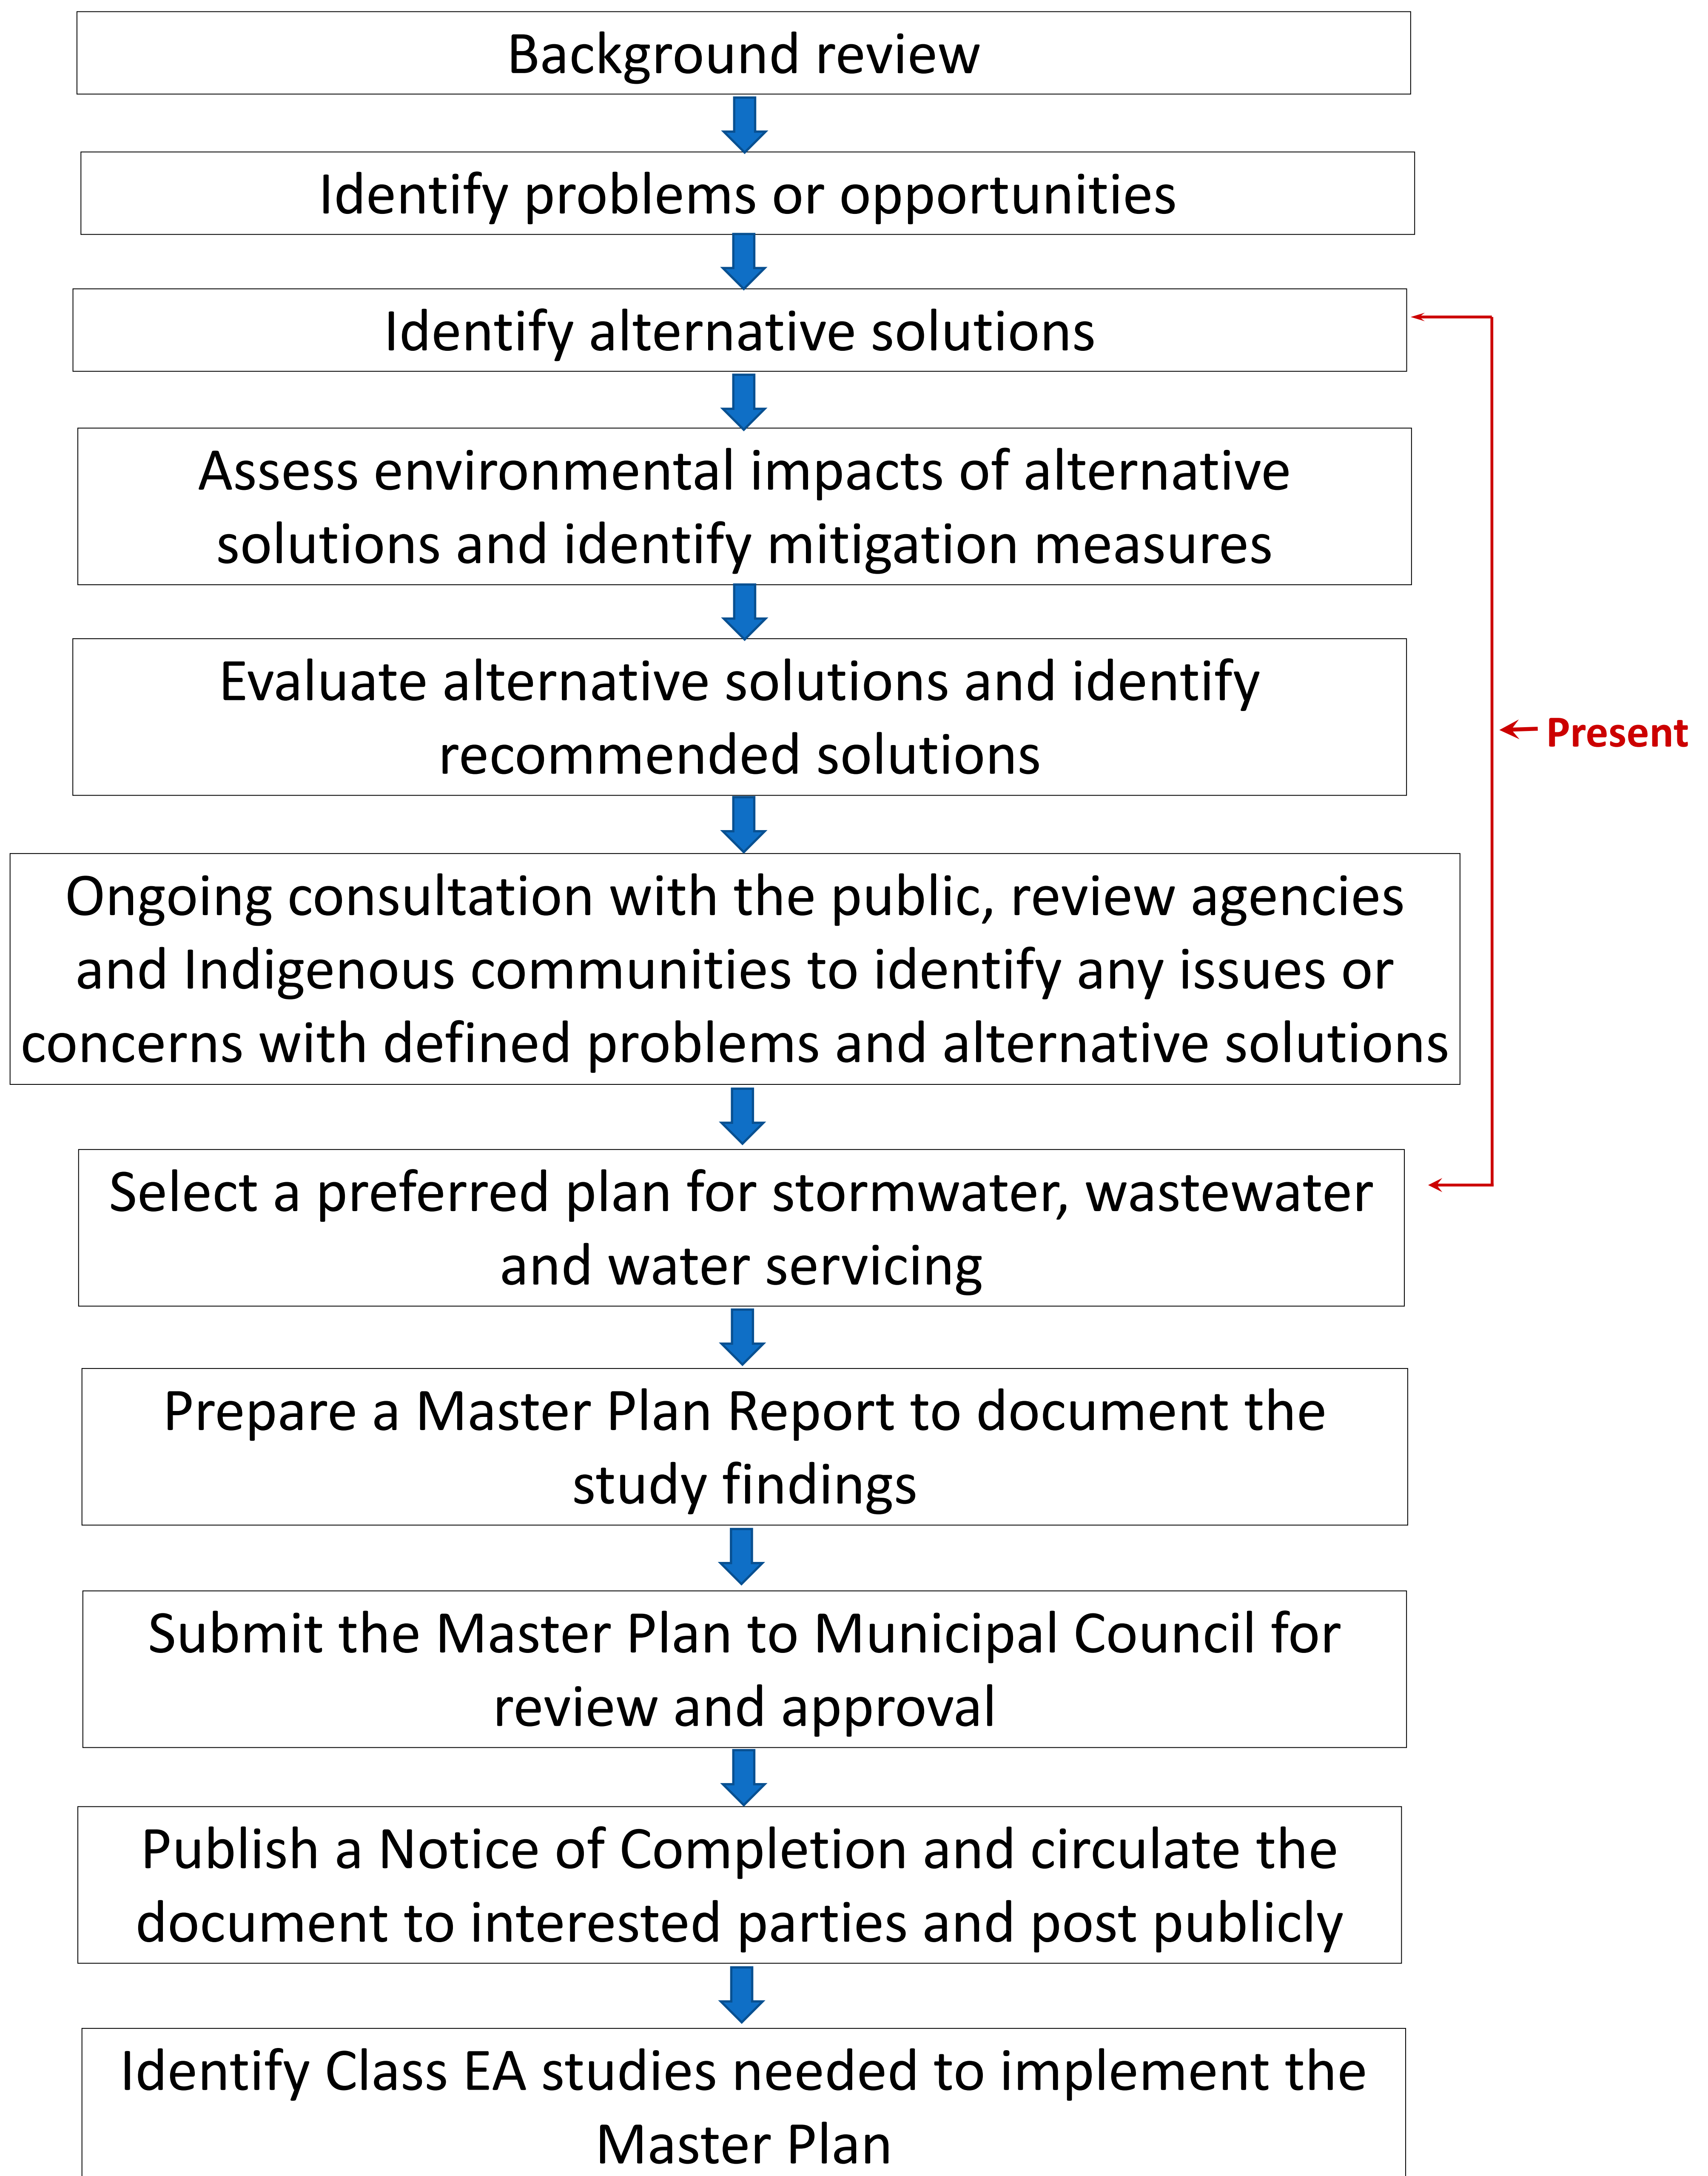 Background review
Identify problems or opportunities
Identify alternative solutions
Assess environmental impacts of alternative
solutions and identify mitigation measures
Evaluate alternative solutions and identify
recommended solutions
Present
Ongoing consultation with the public, review agencies
and Indigenous communities to identify any issues or
concerns with defined problems and alternative solutions
Select a preferred plan for stormwater, wastewater
and water servicing
Prepare a Master Plan Report to document the
study findings
Submit the Master Plan to Municipal Council for
review and approval
Publish a Notice of Completion and circulate the
document to interested parties and post publicly
Identify Class EA studies needed to implement the
Master Plan